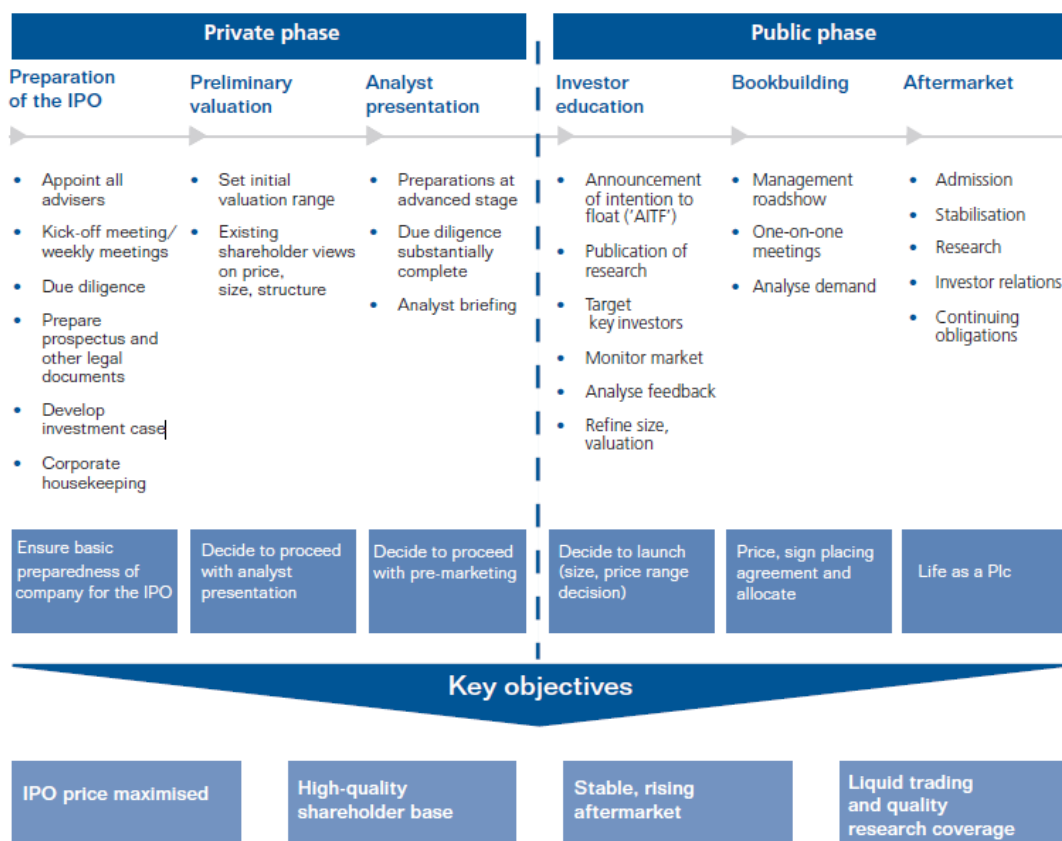 Private phase
Public phase
Preparation
of the IPO
Preliminary
valuation
Analyst
presentation
Investor
education
Bookbuilding
Aftermarket
• Appoint all
advisers
• Kick-off meeting/
weekly meetings
• Due diligence
• Prepare
prospectus and
other legal
documents
• Develop
investment case
• Corporate
housekeeping
• Set initial
valuation range
• Existing
shareholder views
on price,
size, structure
• Preparations at
advanced stage
• Due diligence
substantially
complete
• Analyst briefing
• Announcement
of intention to
float ('AITF')
• Publication of
research
• Target
key investors
• Monitor market
• Analyse feedback
• Refine size,
valuation
• Management
roadshow
• One-on-one
meetings
• Analyse demand
• Admission
• Stabilisation
• Research
• Investor relations
• Continuing
obligations
Ensure basic
preparedness of
company for the IPO
Decide to proceed
with analyst
presentation
Decide to proceed
with pre-marketing
Decide to launch
(size, price range
decision)
Price, sign placing
agreement and
allocate
Life as a Plc
Key objectives
IPO price maximised
High-quality
shareholder base
Stable, rising
aftermarket
Liquid trading
and quality
research coverage